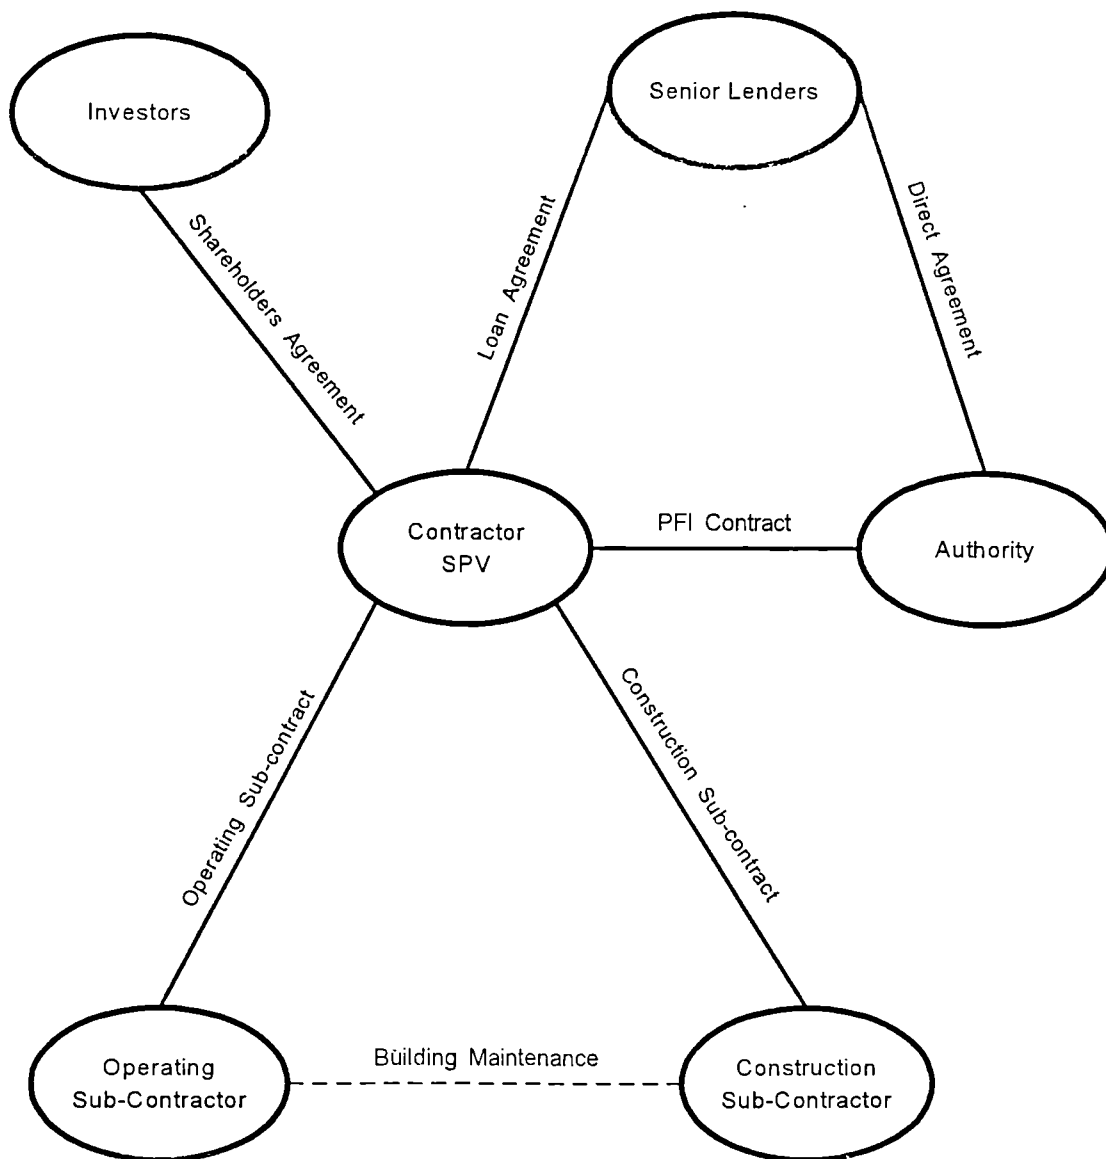 Investors
Senior Lenders
Shareholders Agreement
Loan Agreement
Direct Agreement
Contractor
SPV
PFI Contract
Authority
Operating Sub-contract
Construction Sub-contract
Operating
Sub-Contractor
Building Maintenance
Construction
Sub-Contractor